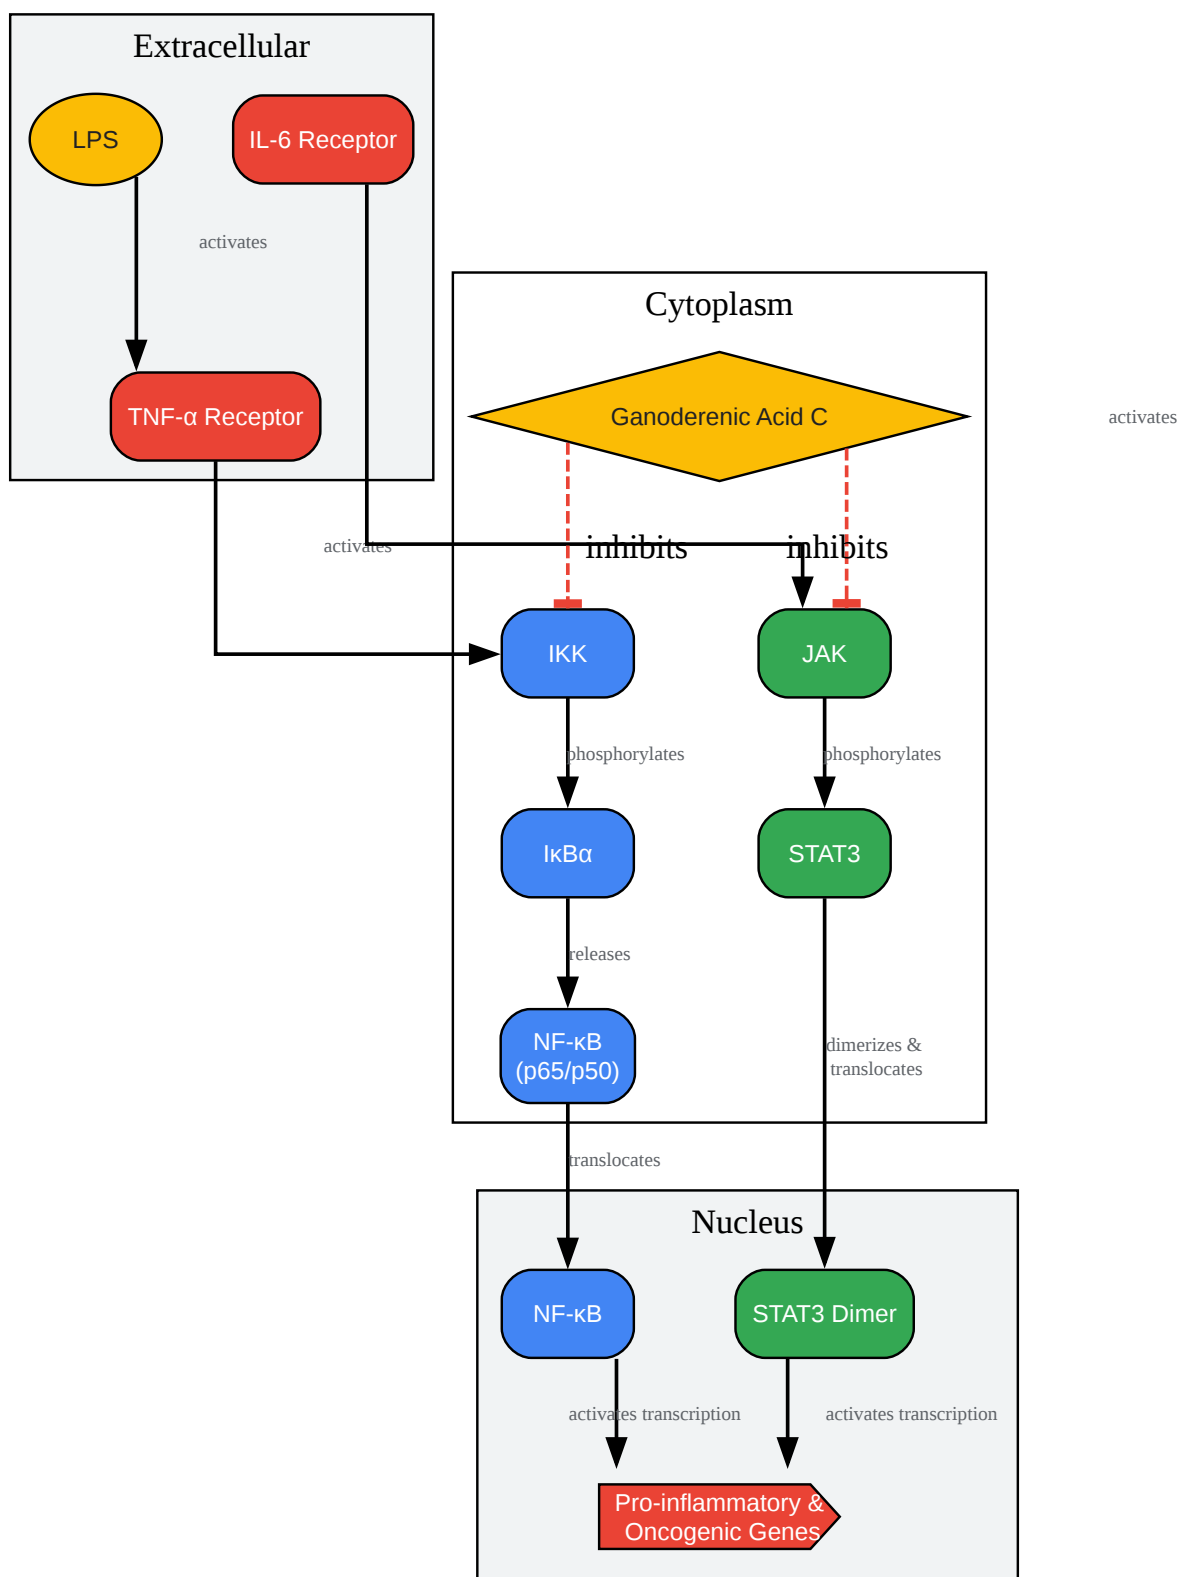 Extracellular
LPS
IL-6 Receptor
activates
Cytoplasm
TNF-α Receptor
Ganoderenic Acid C
activates
activates
inhibits
inhibits
IKK
JAK
phosphorylates
phosphorylates
IκBα
STAT3
releases
NF-κB
(p65/p50)
dimerizes &
translocates
translocates
Nucleus
NF-κB
STAT3 Dimer
activates transcription
activates transcription
Pro-inflammatory &
Oncogenic Genes